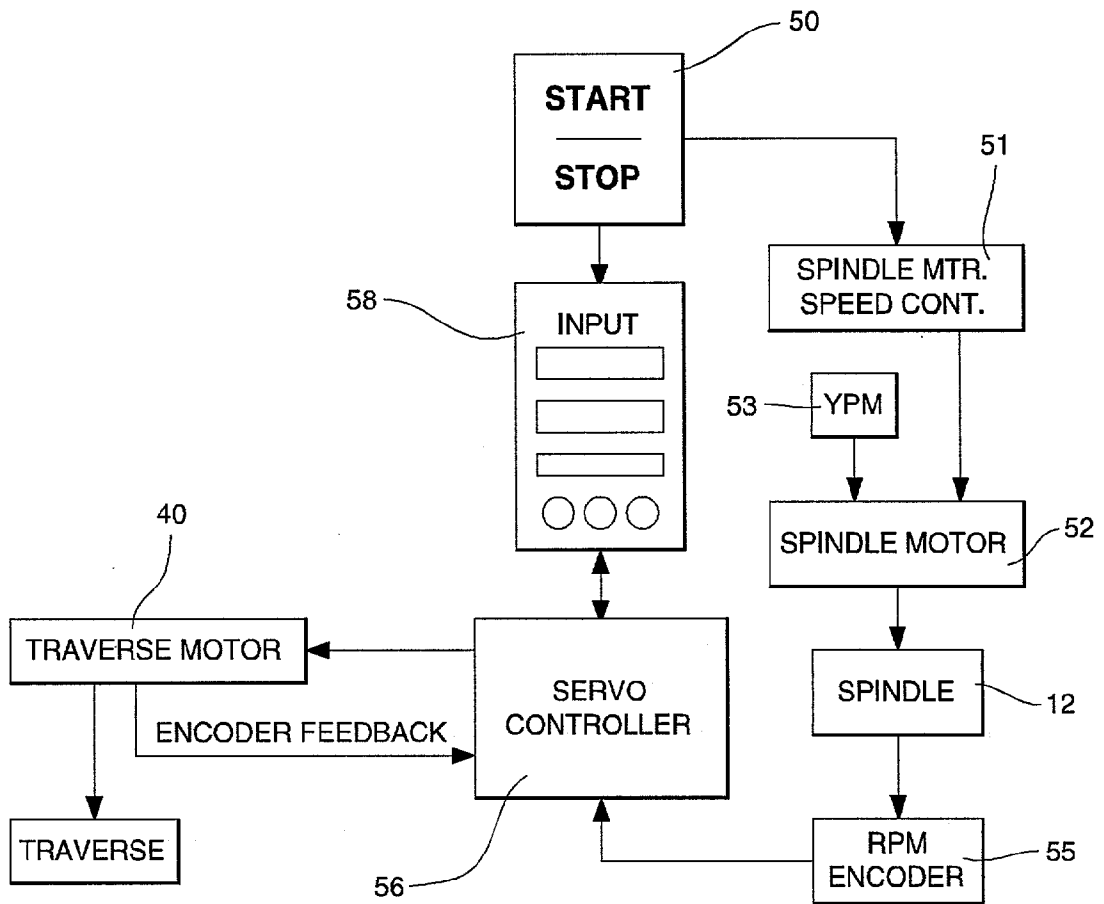 50
START
STOP
51
SPINDLE MTR.
SPEED CONT.
58
INPUT
53
YPM
40
SPINDLE MOTOR
52
TRAVERSE MOTOR
SERVO
CONTROLLER
SPINDLE
12
ENCODER FEEDBACK
TRAVERSE
RPM
ENCODER
55
56